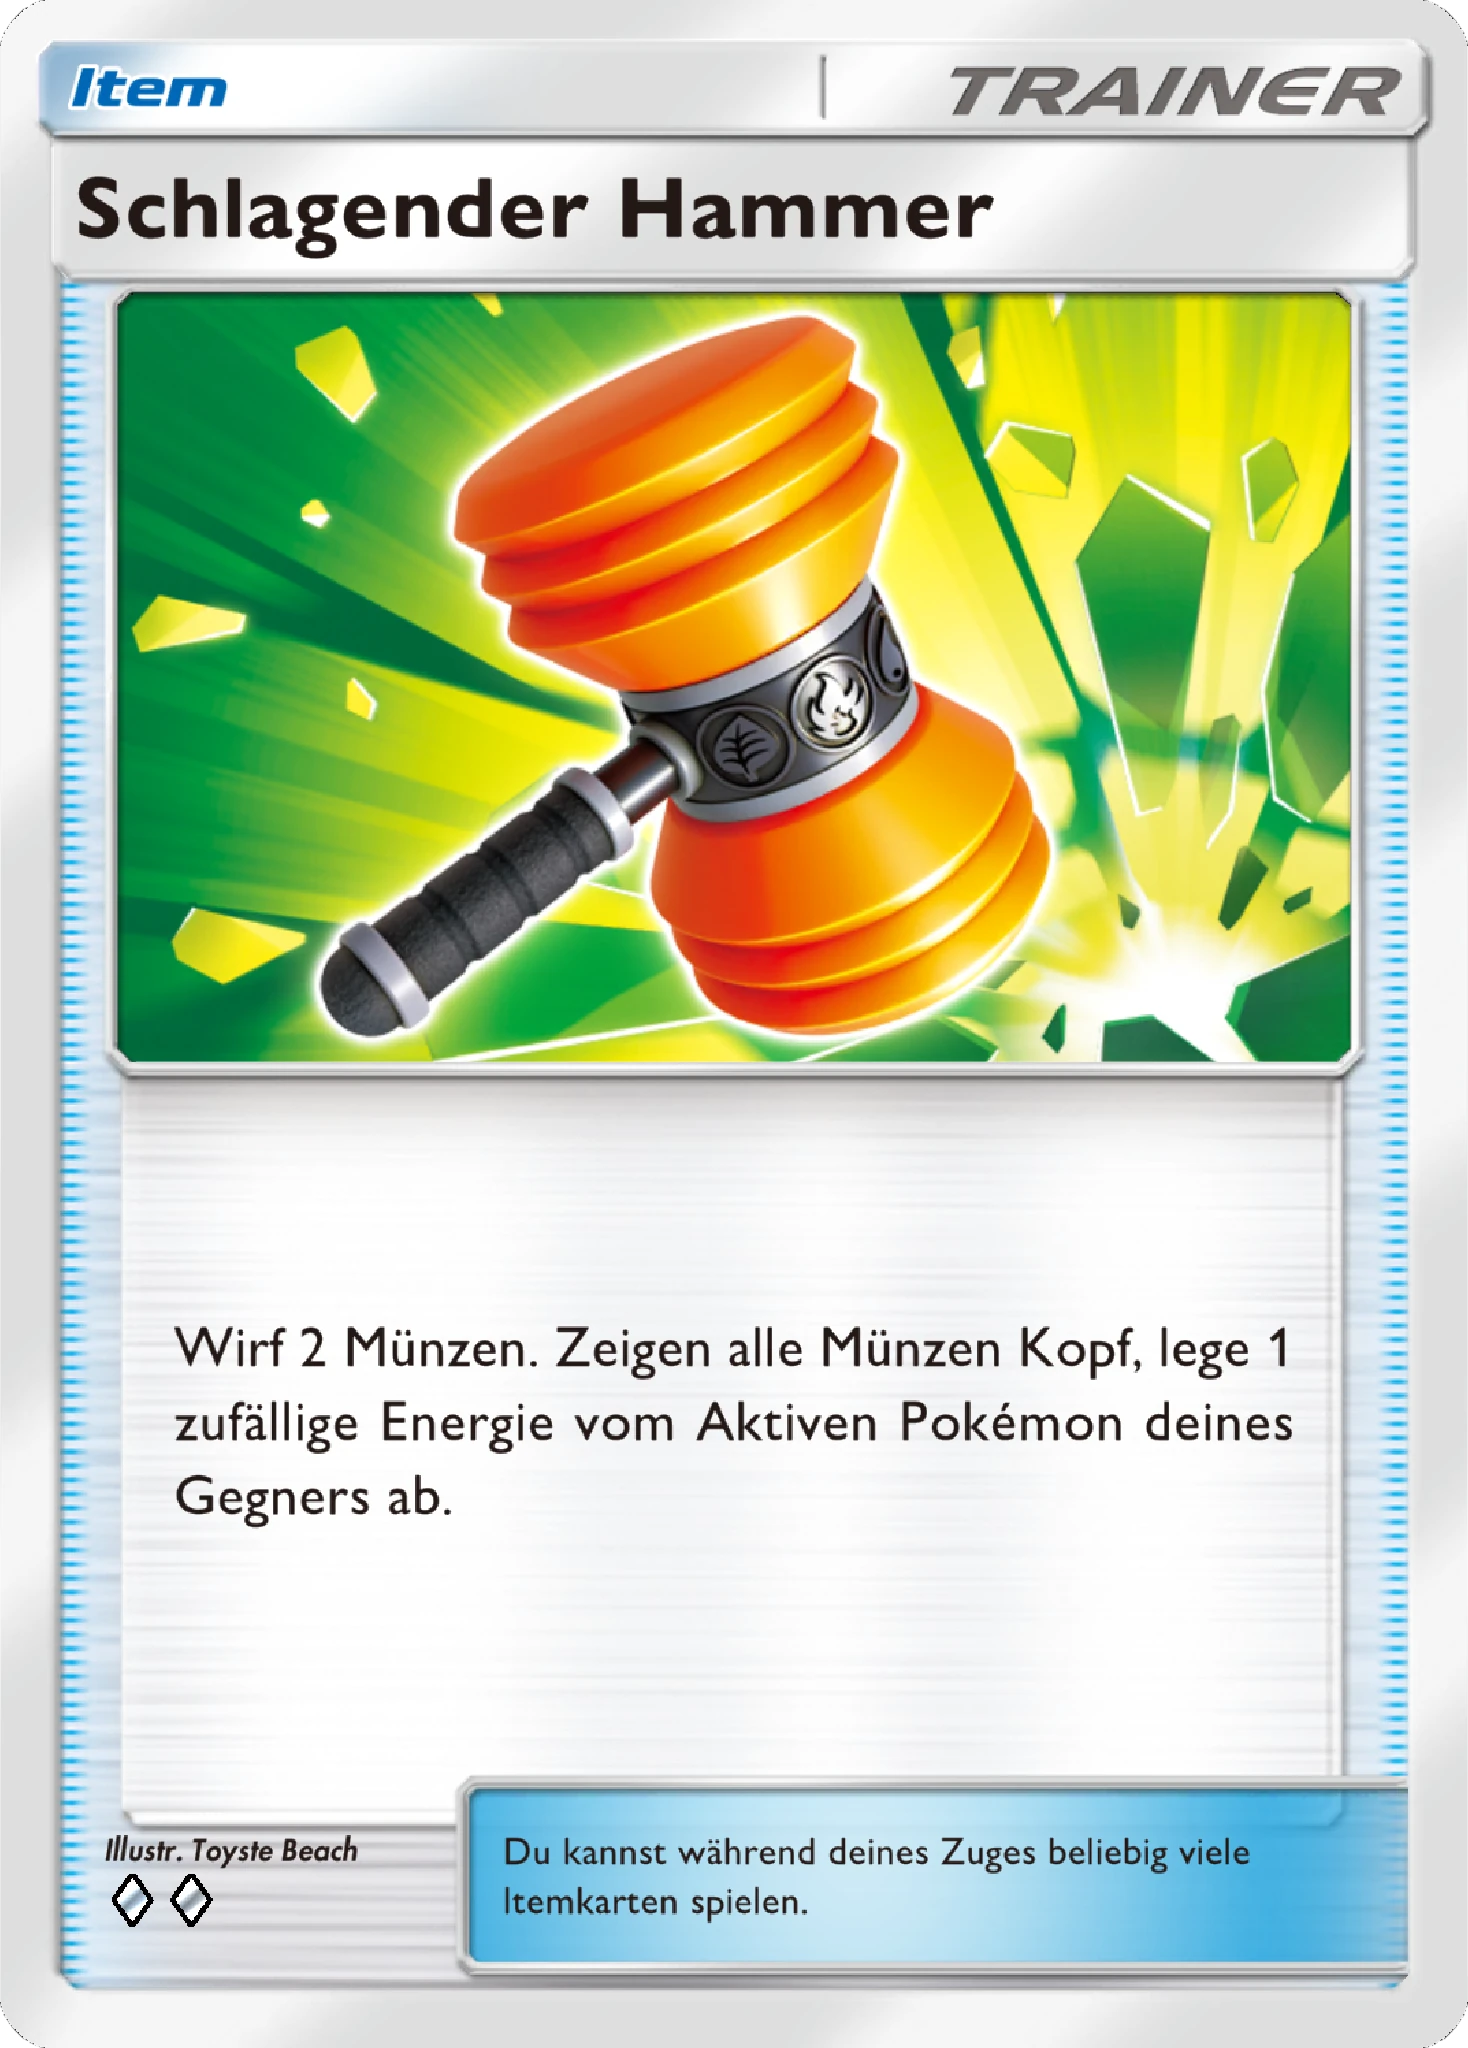 Item
TRAINER
Schlagender Hammer
Wirf 2 Münzen. Zeigen alle Münzen Kopf, lege 1
zufällige Energie vom Aktiven Pokémon deines
Gegners ab.
Illustr. Toyste Beach
Du kannst während deines Zuges beliebig viele
Itemkarten spielen.